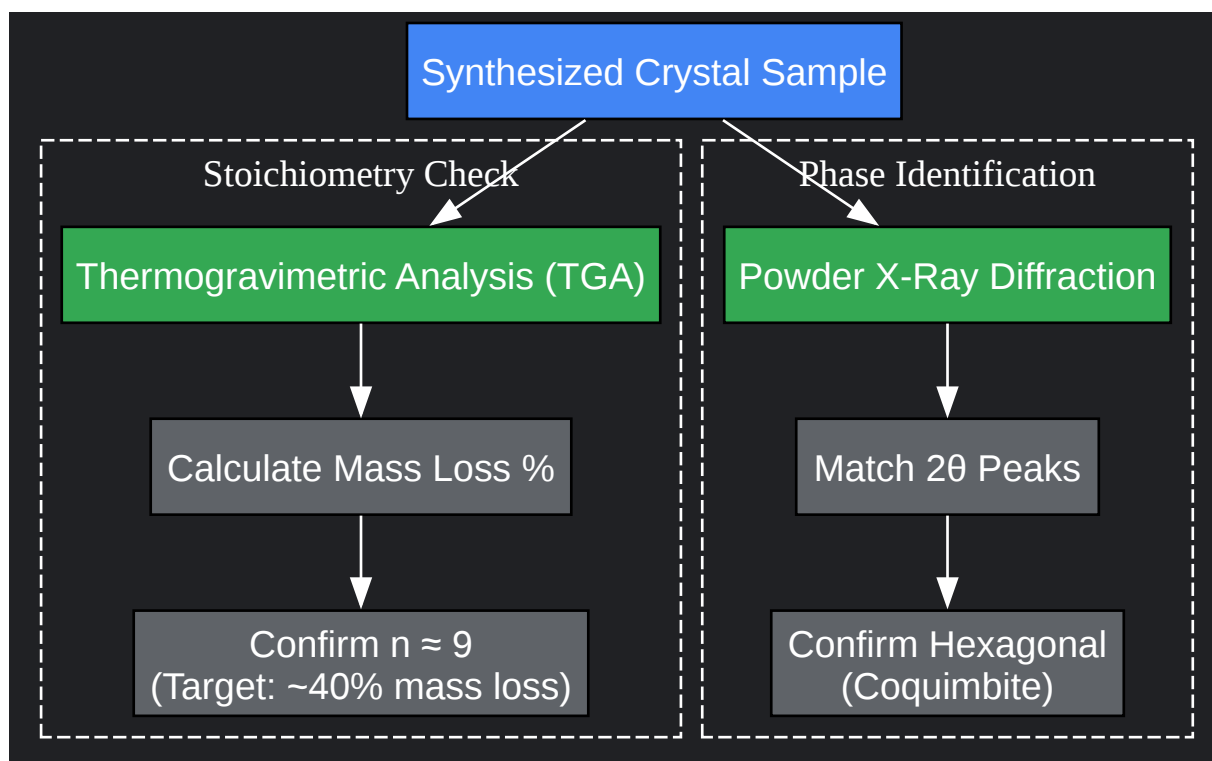 Synthesized Crystal Sample
Stoichiometry Check
Thermogravimetric Analysis (TGA)
Calculate Mass Loss %
Confirm n ≈ 9
(Target: ~40% mass loss)
Phase Identification
Powder X-Ray Diffraction
Match 2θ Peaks
Confirm Hexagonal
(Coquimbite)